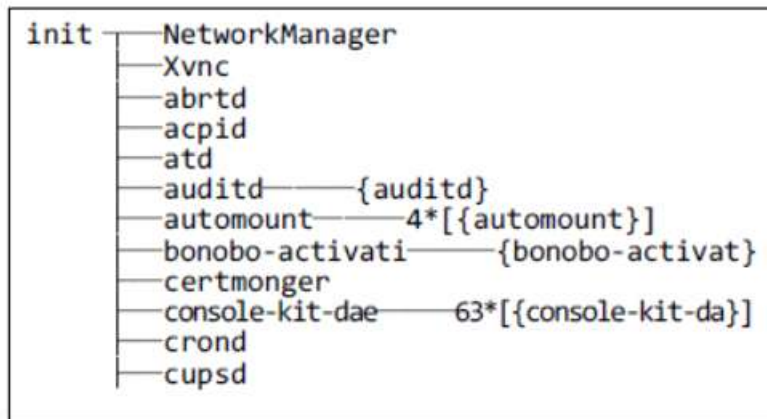 init NetworkManager
Xvnc
abrtd
acpid
atd
auditd {auditd}
automount 4*[{automount}]
bonobo-activati {bonobo-activat}
certmonger
console-kit-dae 63*[{console-kit-da}]
crond
cupsd